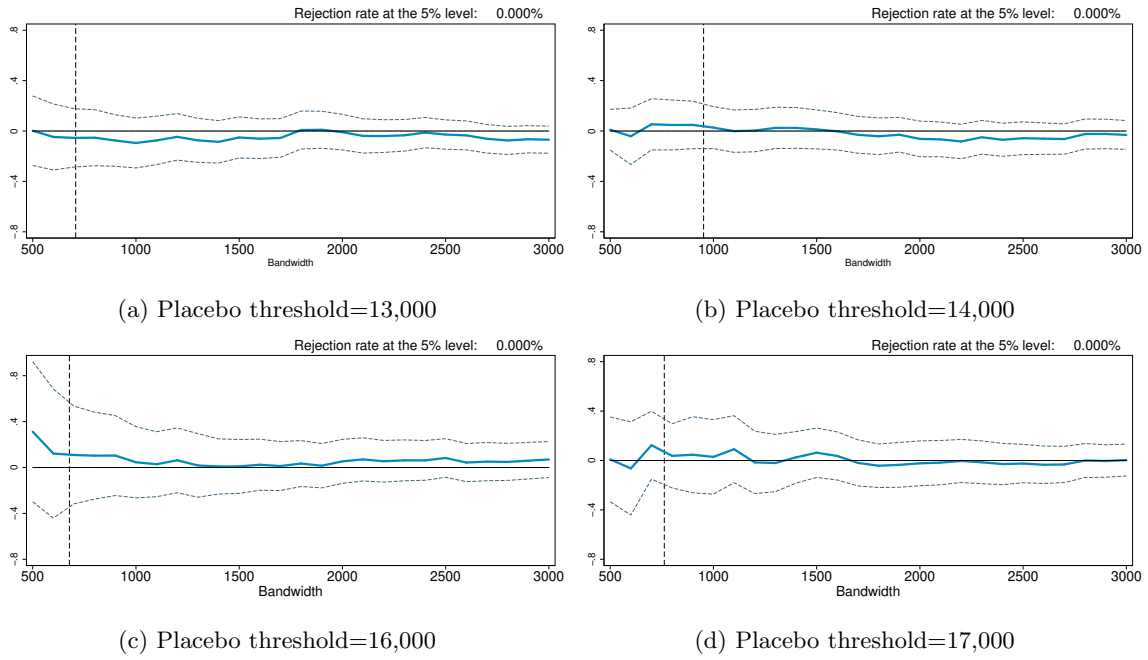 Rejection rate at the 5% level: 0.000%
.8
.4
0
-.4
-.8
500 1000 1500 2000 2500 3000
Bandwidth
(a) Placebo threshold=13,000
Rejection rate at the 5% level: 0.000%
.8
.4
0
-.4
-.8
500 1000 1500 2000 2500 3000
Bandwidth
(b) Placebo threshold=14,000
Rejection rate at the 5% level: 0.000%
.8
.4
0
-.4
-.8
500 1000 1500 2000 2500 3000
Bandwidth
(c) Placebo threshold=16,000
Rejection rate at the 5% level: 0.000%
.8
.4
0
-.4
-.8
500 1000 1500 2000 2500 3000
Bandwidth
(d) Placebo threshold=17,000